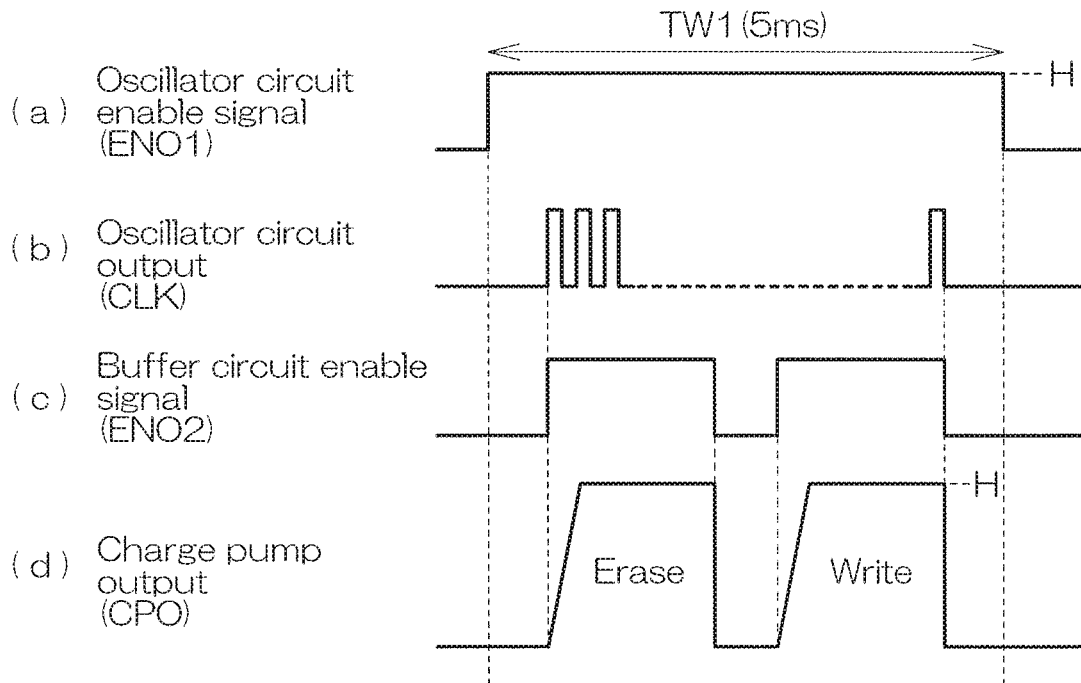 TW1(5ms)
H
(a) Oscillator circuit
enable signal
(ENO1)
(b) Oscillator circuit
output
(CLK)
(c) Buffer circuit enable
signal
(ENO2)
H
(d) Charge pump
output
(CPO)
Erase
Write